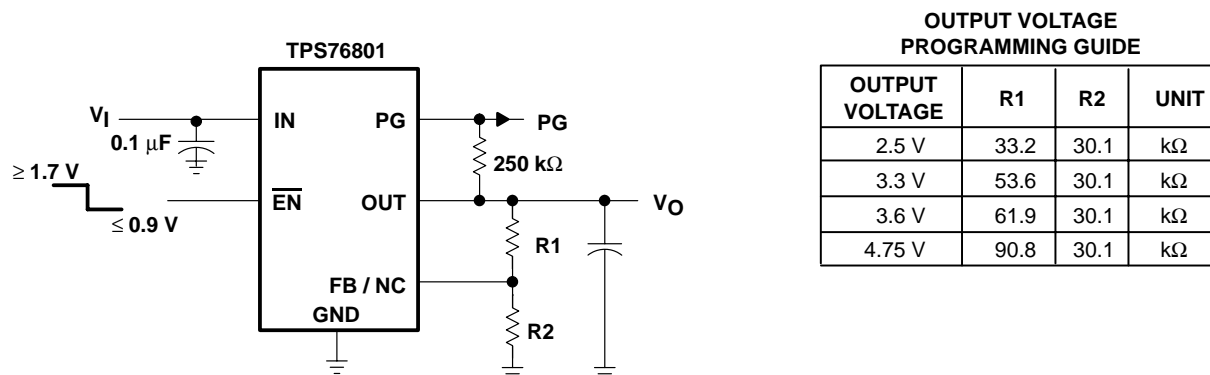 TPS76801
V_I
0.1 μF
IN
PG
PG
250 kΩ
≥ 1.7 V
≤ 0.9 V
EN
OUT
V_O
R1
FB / NC
GND
R2
OUTPUT VOLTAGE
PROGRAMMING GUIDE
OUTPUT VOLTAGE R1 R2 UNIT
2.5 V 33.2 30.1 kΩ
3.3 V 53.6 30.1 kΩ
3.6 V 61.9 30.1 kΩ
4.75 V 90.8 30.1 kΩ